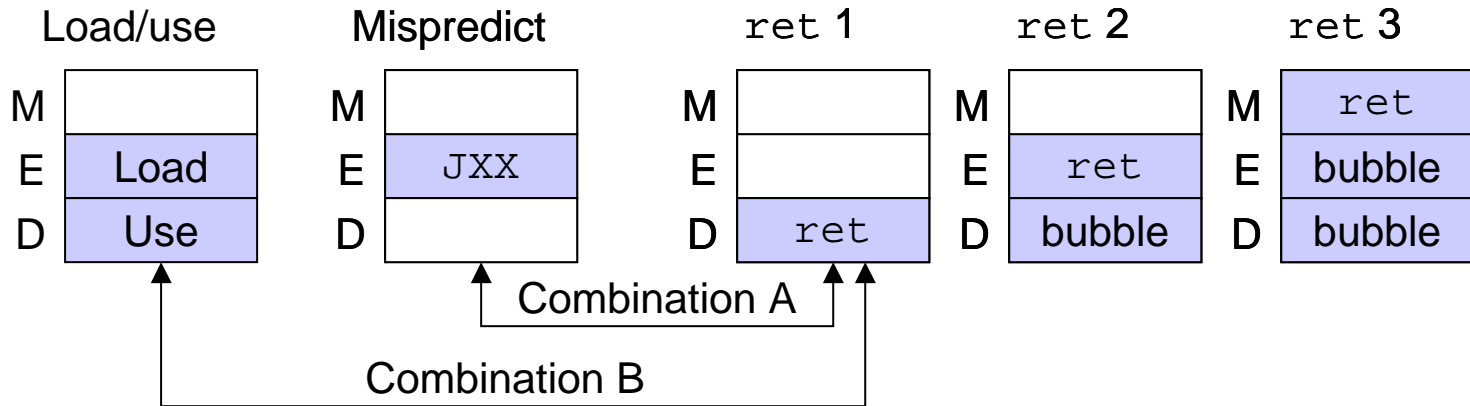 Load/use Mispredict ret 1 ret 2 ret 3
M M M M M ret
E Load E JXX E E ret E bubble
D Use D D ret D bubble D bubble
Combination A
Combination B